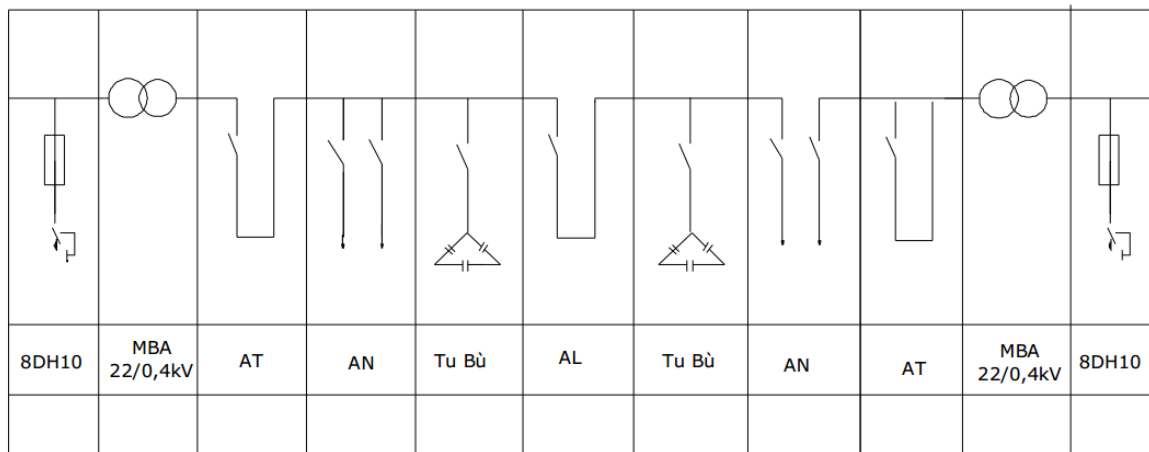 8DH10
MBA
22/0,4kV
AT
AN
Tu Bù
AL
Tu Bù
AN
AT
MBA
22/0,4kV
8DH10